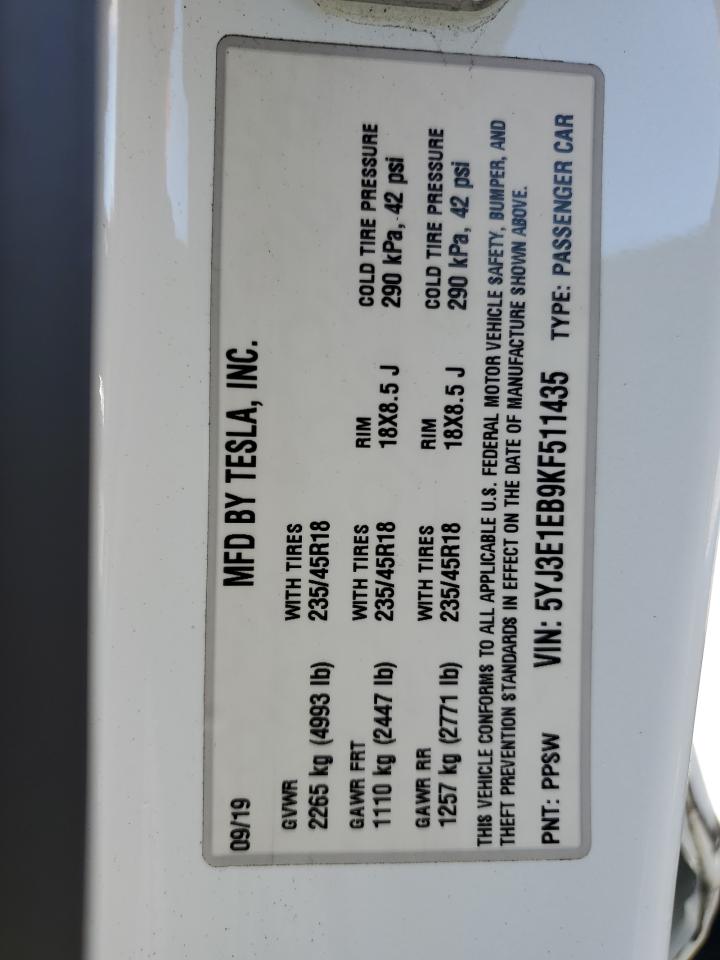 09/19 MFD BY TESLA, INC.
GVWR WITH TIRES
2265 kg (4993 lb) 235/45R18
GAWR FRT WITH TIRES RIM COLD TIRE PRESSURE
1110 kg (2447 lb) 235/45R18 18X8.5 J 290 kPa, 42 psi
GAWR RR WITH TIRES RIM COLD TIRE PRESSURE
1257 kg (2771 lb) 235/45R18 18X8.5 J 290 kPa, 42 psi
THIS VEHICLE CONFORMS TO ALL APPLICABLE U.S. FEDERAL MOTOR VEHICLE SAFETY, BUMPER, AND
THEFT PREVENTION STANDARDS IN EFFECT ON THE DATE OF MANUFACTURE SHOWN ABOVE.
PNT: PPSW VIN: 5YJ3E1EB9KF511435 TYPE: PASSENGER CAR